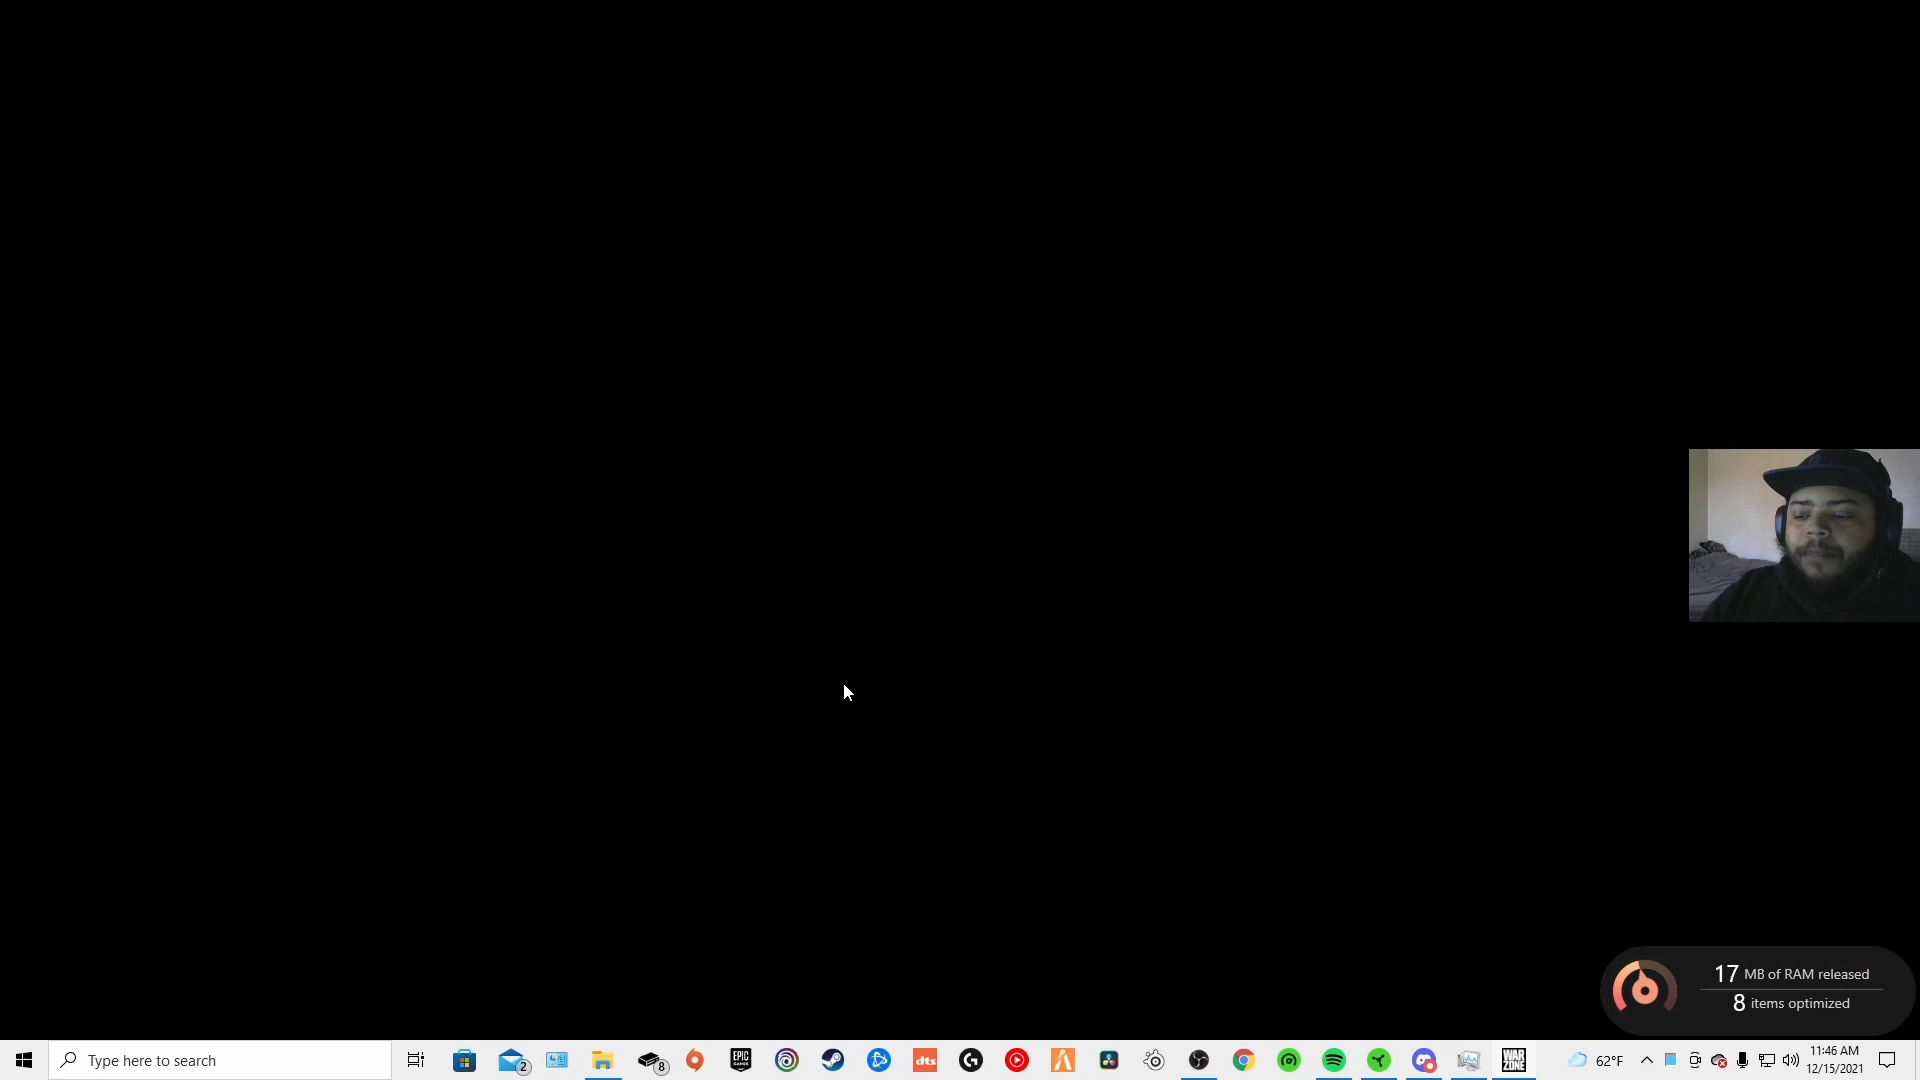 17 MB of RAM released
8 items optimized
Type here to search
2
8
EPIC
GAMES
dts
WAR
ZONE
62°F
11:46 AM
12/15/2021